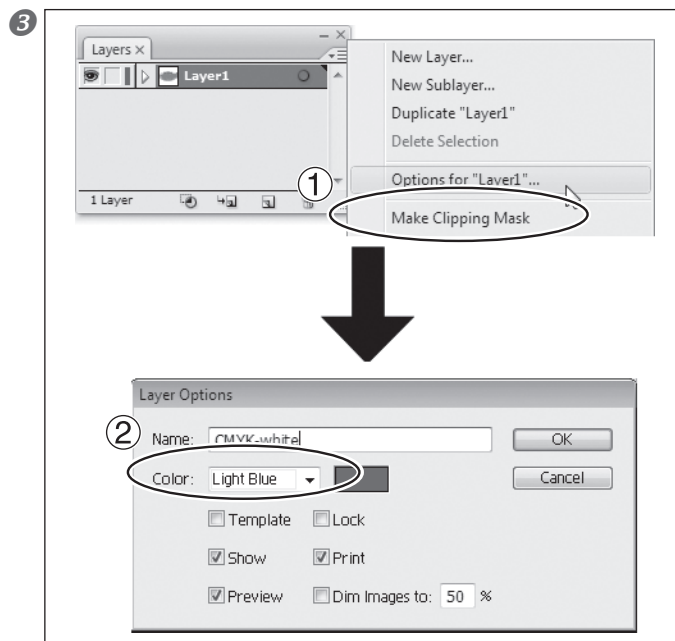 3
Layers ×
Layer1
1 Layer
New Layer...
New Sublayer...
Duplicate "Layer1"
Delete Selection
1
Options for "Layer1"...
Make Clipping Mask
Layer Options
2
Name: CMYK-white
OK
Color: Light Blue
Cancel
Template Lock
Show Print
Preview Dim Images to: 50 %